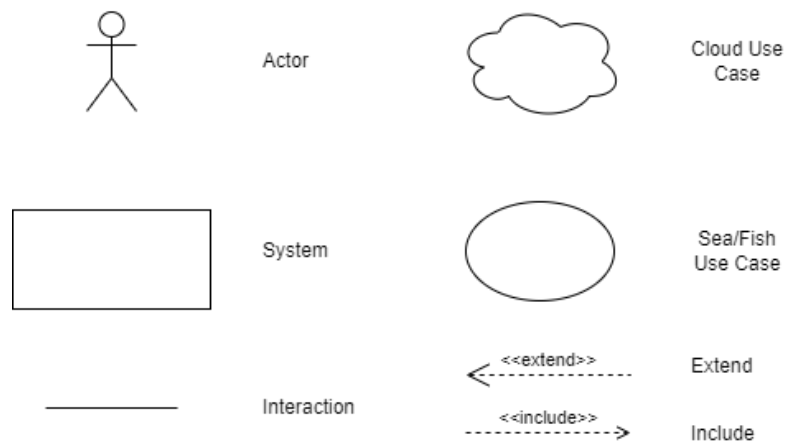 Actor
Cloud Use
Case
System
Sea/Fish
Use Case
<<extend>>
Extend
Interaction
<<include>>
Include